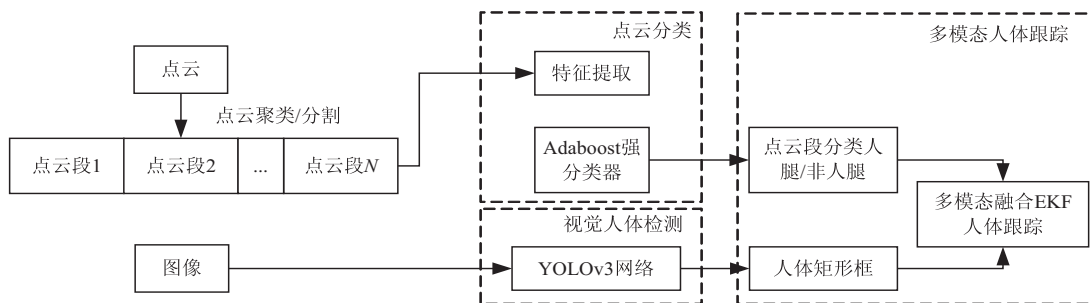 点云分类
多模态人体跟踪
点云
特征提取
点云聚类/分割
点云段1
点云段2
...
点云段N
Adaboost强
分类器
点云段分类人
腿/非人腿
多模态融合EKF
人体跟踪
视觉人体检测
图像
YOLOv3网络
人体矩形框